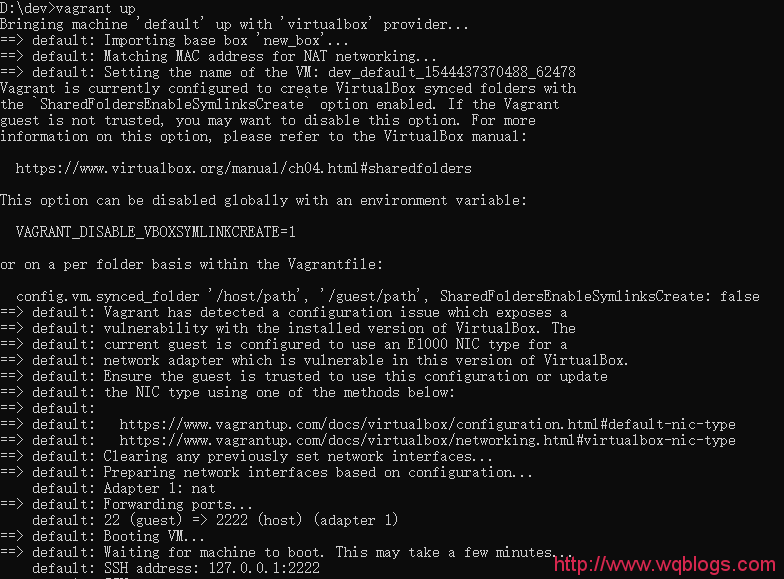 D:\dev>vagrant up
Bringing machine 'default' up with 'virtualbox' provider...
==> default: Importing base box 'new_box'...
==> default: Matching MAC address for NAT networking...
==> default: Setting the name of the VM: dev_default_1544437370488_62478
Vagrant is currently configured to create VirtualBox synced folders with
the `SharedFoldersEnableSymlinksCreate` option enabled. If the Vagrant
guest is not trusted, you may want to disable this option. For more
information on this option, please refer to the VirtualBox manual:
https://www.virtualbox.org/manual/ch04.html#sharedfolders
This option can be disabled globally with an environment variable:
VAGRANT_DISABLE_VBOXSYMLINKCREATE=1
or on a per folder basis within the Vagrantfile:
config.vm.synced_folder '/host/path', '/guest/path', SharedFoldersEnableSymlinksCreate: false
==> default: Vagrant has detected a configuration issue which exposes a
==> default: vulnerability with the installed version of VirtualBox. The
==> default: current guest is configured to use an E1000 NIC type for a
==> default: network adapter which is vulnerable in this version of VirtualBox.
==> default: Ensure the guest is trusted to use this configuration or update
==> default: the NIC type using one of the methods below:
==> default:
==> default:   https://www.vagrantup.com/docs/virtualbox/configuration.html#default-nic-type
==> default:   https://www.vagrantup.com/docs/virtualbox/networking.html#virtualbox-nic-type
==> default: Clearing any previously set network interfaces...
==> default: Preparing network interfaces based on configuration...
    default: Adapter 1: nat
==> default: Forwarding ports...
    default: 22 (guest) => 2222 (host) (adapter 1)
==> default: Booting VM...
==> default: Waiting for machine to boot. This may take a few minutes...
    default: SSH address: 127.0.0.1:2222
http://www.wqblogs.com